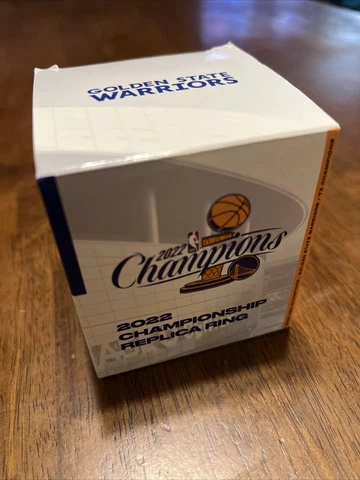 GOLDEN STATE
WARRIORS
2022
Champions
2022
CHAMPIONSHIP
REPLICA RING